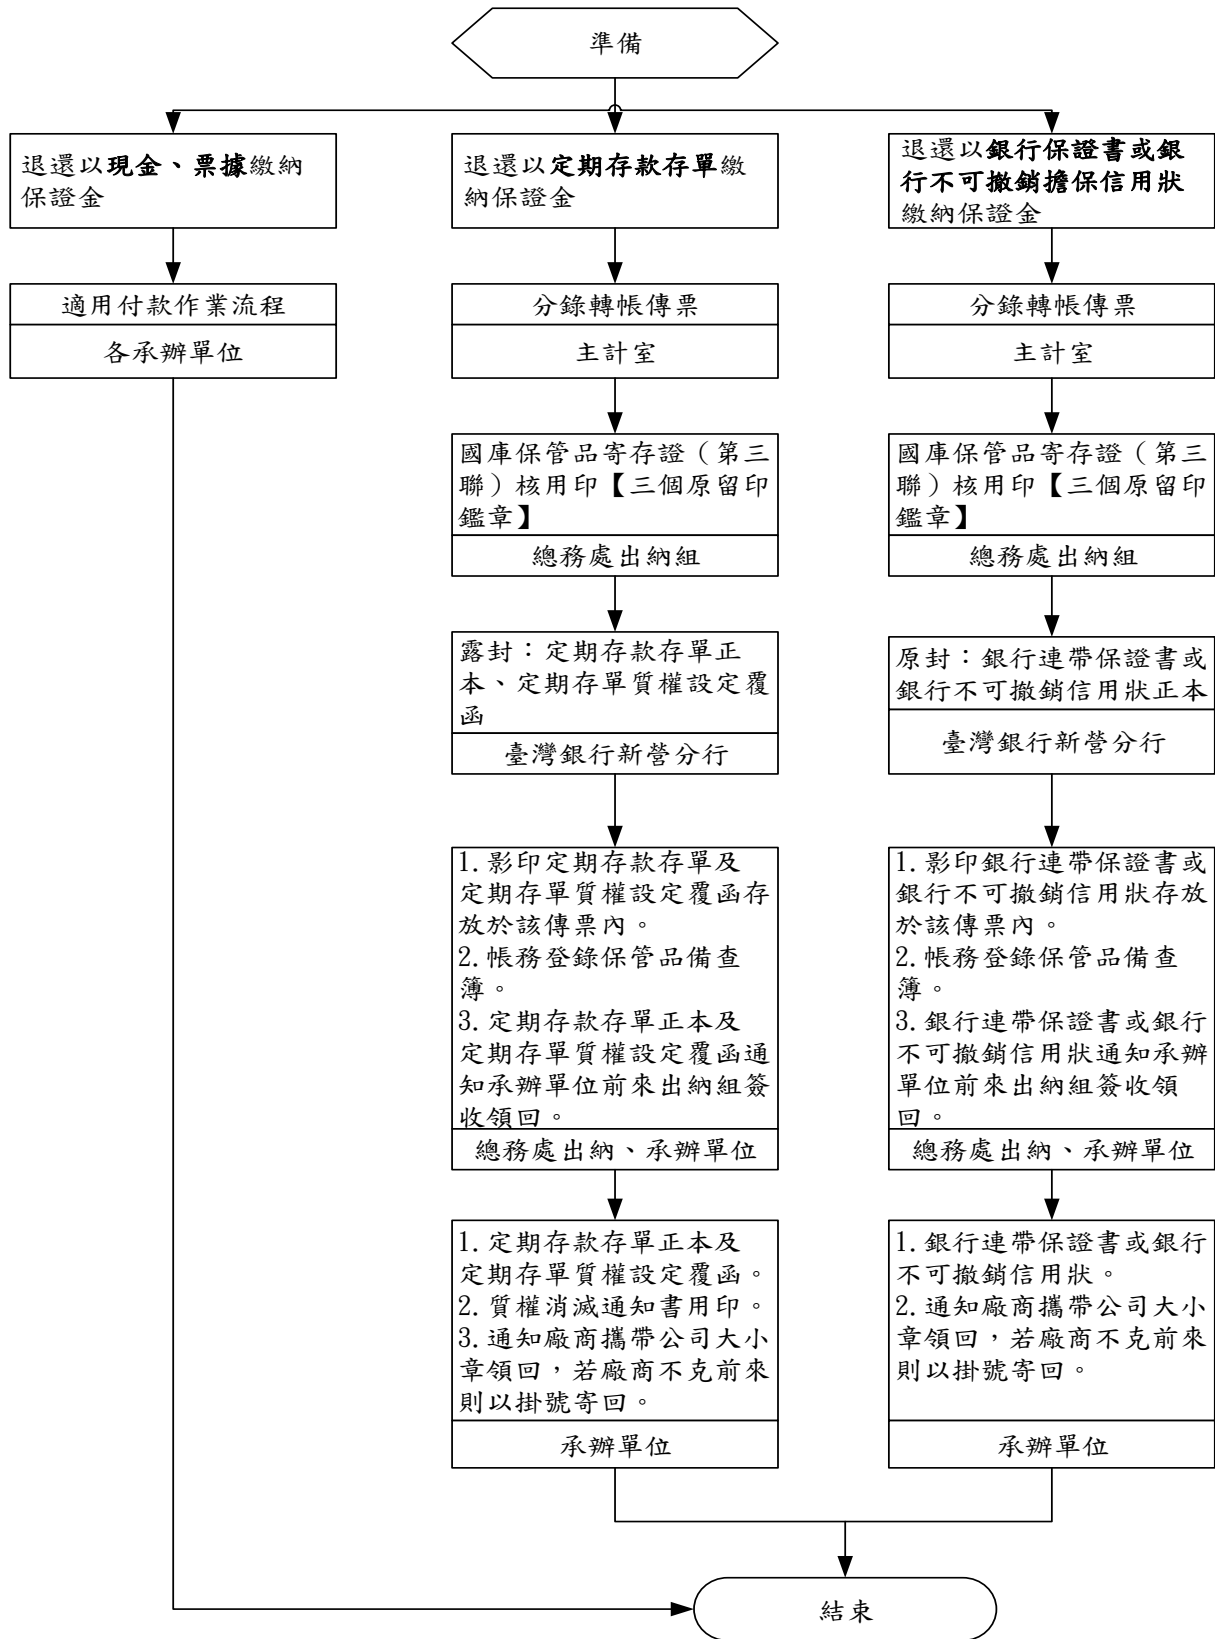 準備
退還以現金、票據繳納
保證金
適用付款作業流程
各承辦單位
退還以定期存款存單繳
納保證金
分錄轉帳傳票
主計室
國庫保管品寄存證（第三
聯）核用印【三個原留印
鑑章】
總務處出納組
露封：定期存款存單正
本、定期存單質權設定覆
函
臺灣銀行新營分行
1.影印定期存款存單及
定期存單質權設定覆函存
放於該傳票內。
2.帳務登錄保管品備查
簿。
3.定期存款存單正本及
定期存單質權設定覆函通
知承辦單位前來出納組簽
收領回。
總務處出納、承辦單位
1.定期存款存單正本及
定期存單質權設定覆函。
2.質權消滅通知書用印。
3.通知廠商攜帶公司大小
章領回，若廠商不克前來
則以掛號寄回。
承辦單位
退還以銀行保證書或銀
行不可撤銷擔保信用狀
繳納保證金
分錄轉帳傳票
主計室
國庫保管品寄存證（第三
聯）核用印【三個原留印
鑑章】
總務處出納組
原封：銀行連帶保證書或
銀行不可撤銷信用狀正本
臺灣銀行新營分行
1.影印銀行連帶保證書或
銀行不可撤銷信用狀存放
於該傳票內。
2.帳務登錄保管品備查
簿。
3.銀行連帶保證書或銀行
不可撤銷信用狀通知承辦
單位前來出納組簽收領
回。
總務處出納、承辦單位
1.銀行連帶保證書或銀行
不可撤銷信用狀。
2.通知廠商攜帶公司大小
章領回，若廠商不克前來
則以掛號寄回。
承辦單位
結束